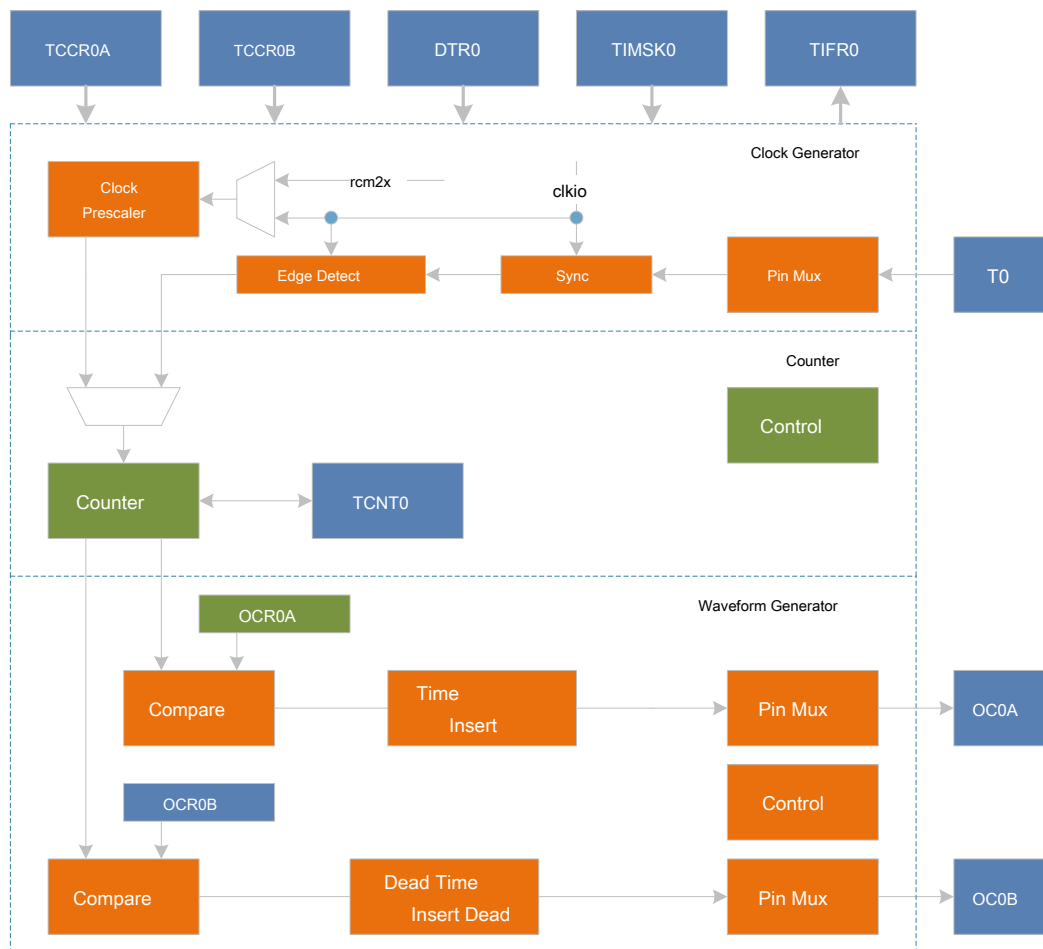 TCCR0A
TCCR0B
DTR0
TIMSK0
TIFR0
Clock Generator
Clock
Prescaler
rcm2x
clkio
Edge Detect
Sync
Pin Mux
T0
Counter
Control
Counter
TCNT0
Waveform Generator
OCR0A
Compare
Time
Insert
Pin Mux
OC0A
Control
OCR0B
Compare
Dead Time
Insert Dead
Pin Mux
OC0B